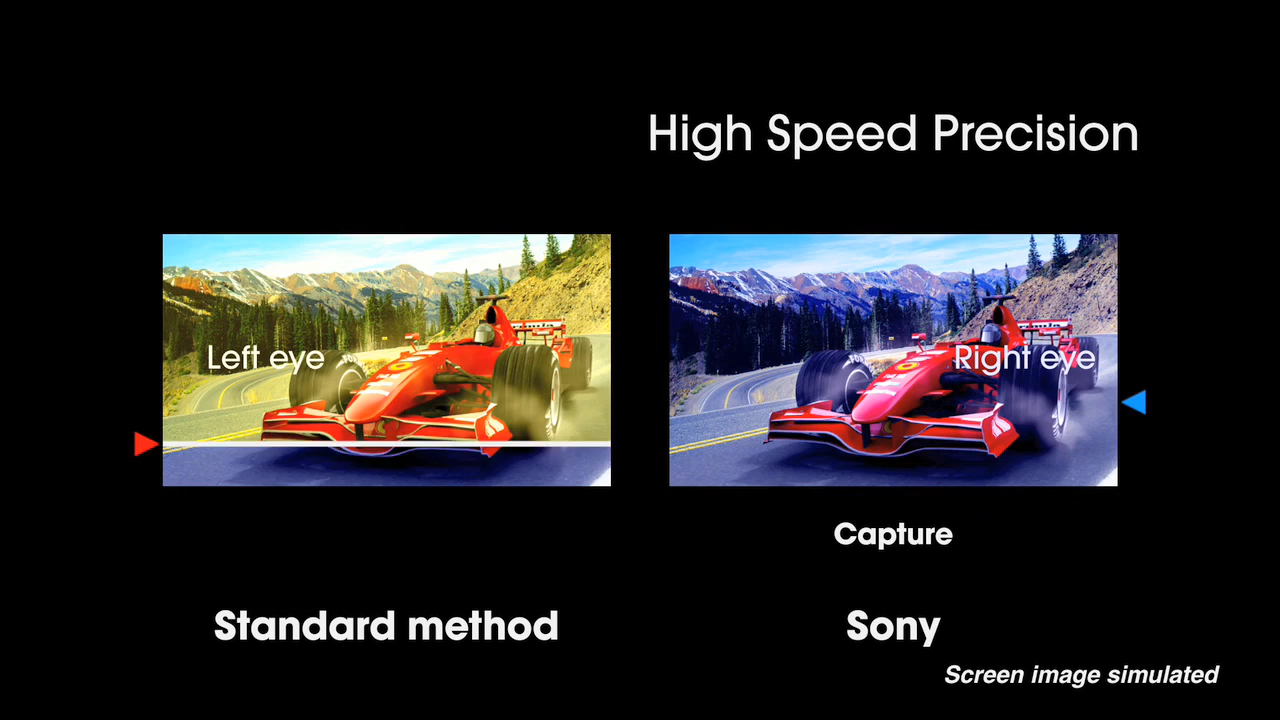 High Speed Precision
Left eye
Right eye
Capture
Standard method
Sony
Screen image simulated